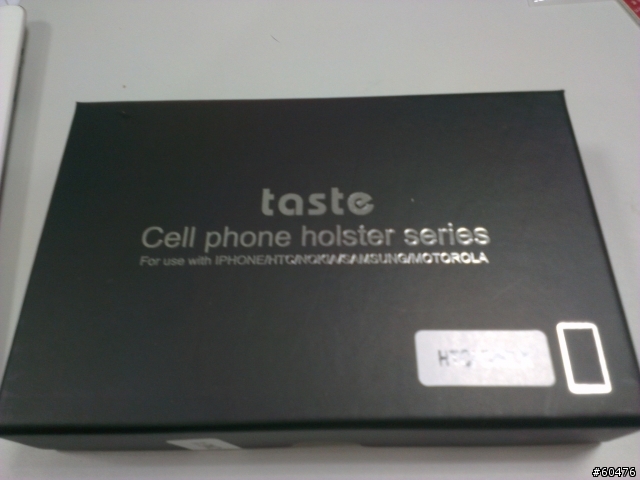 taste
Cell phone holster series
For use with IPHONE/HTC/NOKIA/SAMSUNG/MOTOROLA
#60476